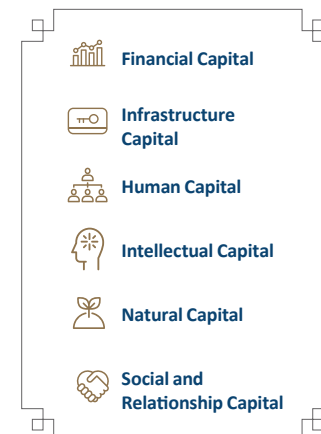 Financial Capital
Infrastructure
Capital
Human Capital
Intellectual Capital
Natural Capital
Social and
Relationship Capital